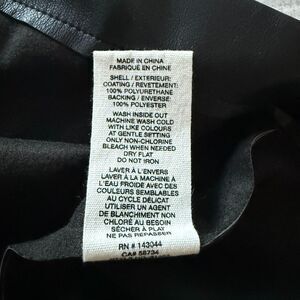 MADE IN CHINA
FABRIQUÉ EN CHINE
SHELL / EXTERIEUR:
COATING / REVETEMENT:
100% POLYURETHANE
BACKING / ENVERSE:
100% POLYESTER
WASH INSIDE OUT
MACHINE WASH COLD
WITH LIKE COLOURS
AT GENTLE SETTING
ONLY NON-CHLORINE
BLEACH WHEN NEEDED
DRY FLAT
DO NOT IRON
LAVER À L'ENVERS
LAVER À LA MACHINE À
L'EAU FROIDE AVEC DES
COULEURS SEMBLABLES
AU CYCLE DÉLICAT
UTILISER UN AGENT
DE BLANCHIMENT NON
CHLORÉ AU BESOIN
SÉCHER À PLAT
NE PAS REPASSER
RN # 143044
CA# 56734